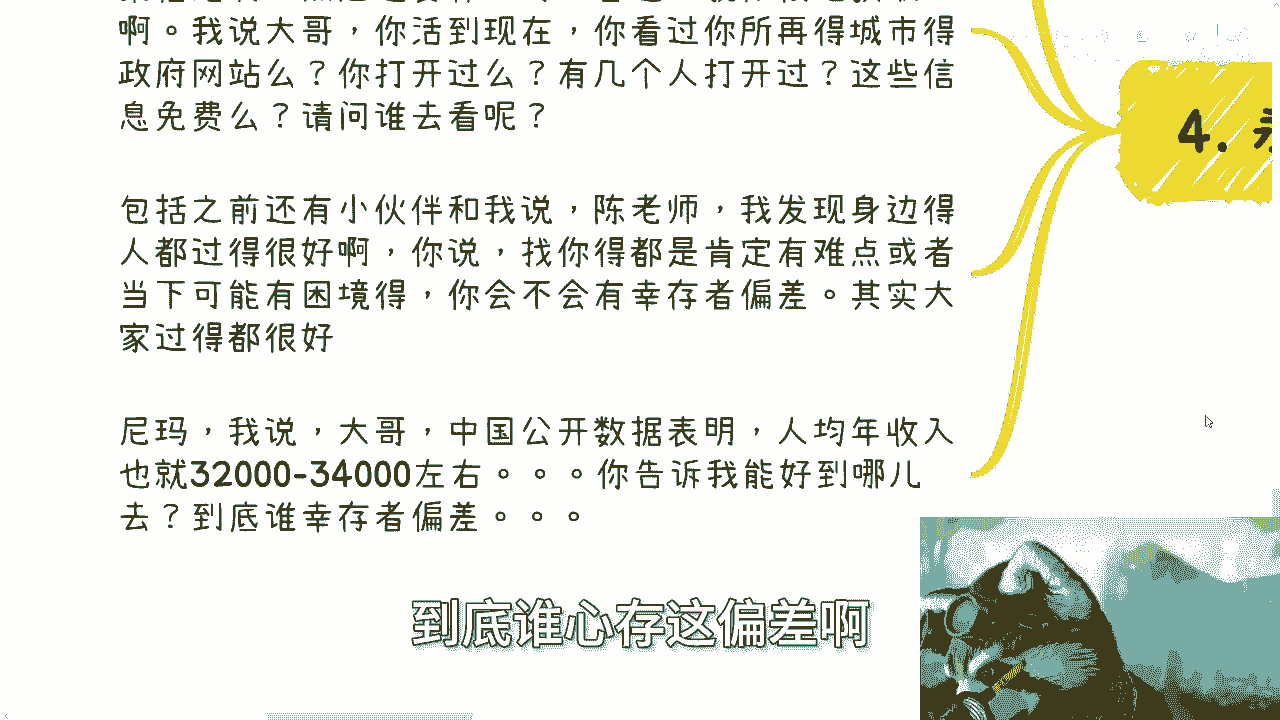 啊。我说大哥，你活到现在，你看过你所再得城市得
政府网站么？你打开过么？有几个人打开过？这些信
息免费么？请问谁去看呢？
包括之前还有小伙伴和我说，陈老师，我发现身边得
人都过得很好啊，你说，找你得都是肯定有难点或者
当下可能有困境得，你会不会有幸存者偏差。其实大
家过得都很好
尼玛，我说，大哥，中国公开数据表明，人均年收入
也就32000-34000左右。。。你告诉我能好到哪儿
去？到底谁幸存者偏差。。。
4.
到底谁心存这偏差啊